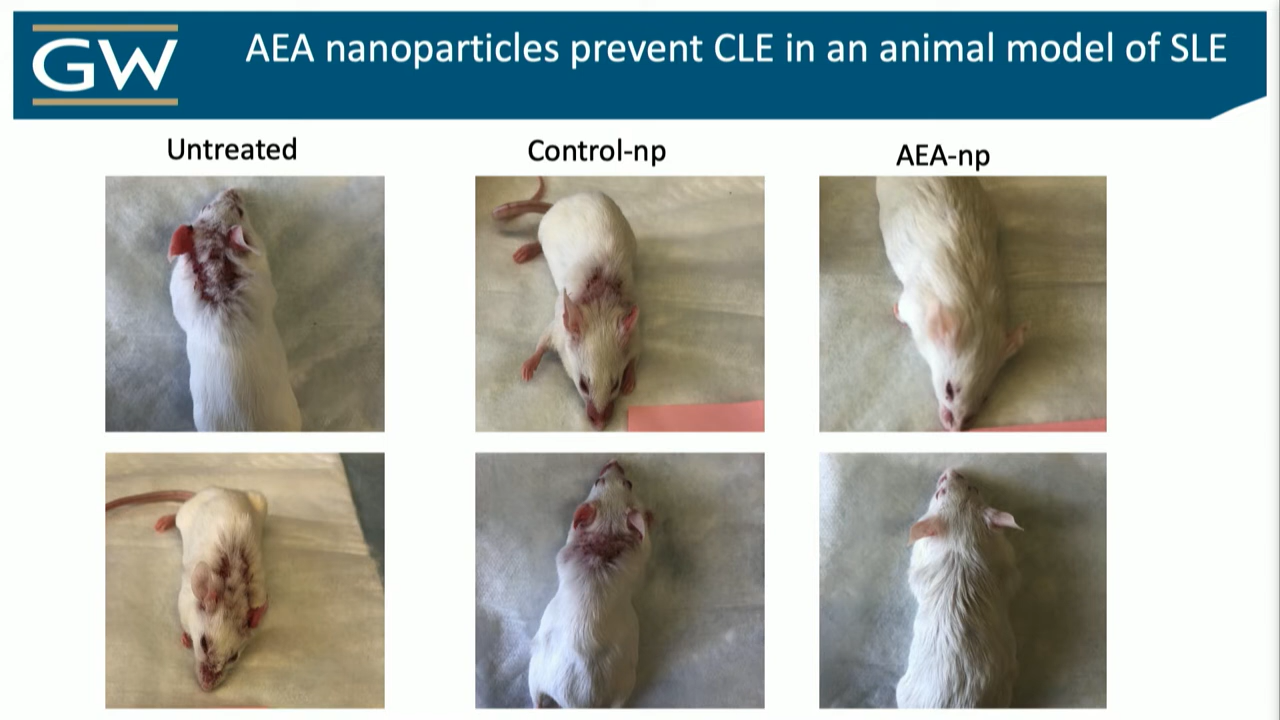 GW
AEA nanoparticles prevent CLE in an animal model of SLE
Untreated
Control-np
AEA-np